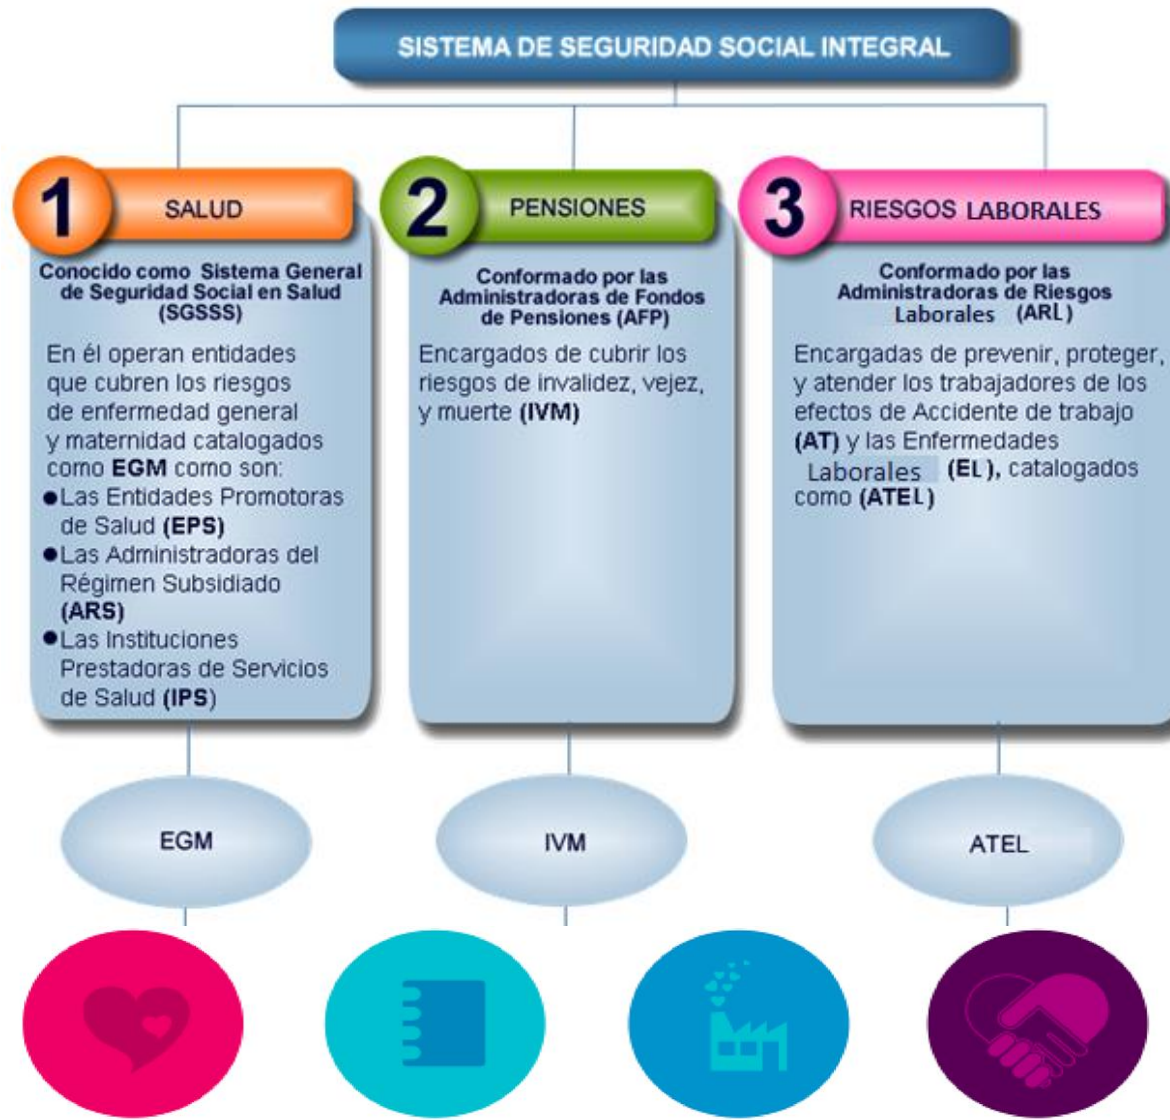 SISTEMA DE SEGURIDAD SOCIAL INTEGRAL
1
SALUD
Conocido como Sistema General
de Seguridad Social en Salud
(SGSSS)
En él operan entidades
que cubren los riesgos
de enfermedad general
y maternidad catalogados
como EGM como son:
●Las Entidades Promotoras
de Salud (EPS)
●Las Administradoras del
Régimen Subsidiado
(ARS)
●Las Instituciones
Prestadoras de Servicios
de Salud (IPS)
EGM
2
PENSIONES
Conformado por las
Administradoras de Fondos
de Pensiones (AFP)
Encargados de cubrir los
riesgos de invalidez, vejez,
y muerte (IVM)
IVM
3
RIESGOS LABORALES
Conformado por las
Administradoras de Riesgos
Laborales (ARL)
Encargadas de prevenir, proteger,
y atender los trabajadores de los
efectos de Accidente de trabajo
(AT) y las Enfermedades
Laborales (EL), catalogados
como (ATEL)
ATEL